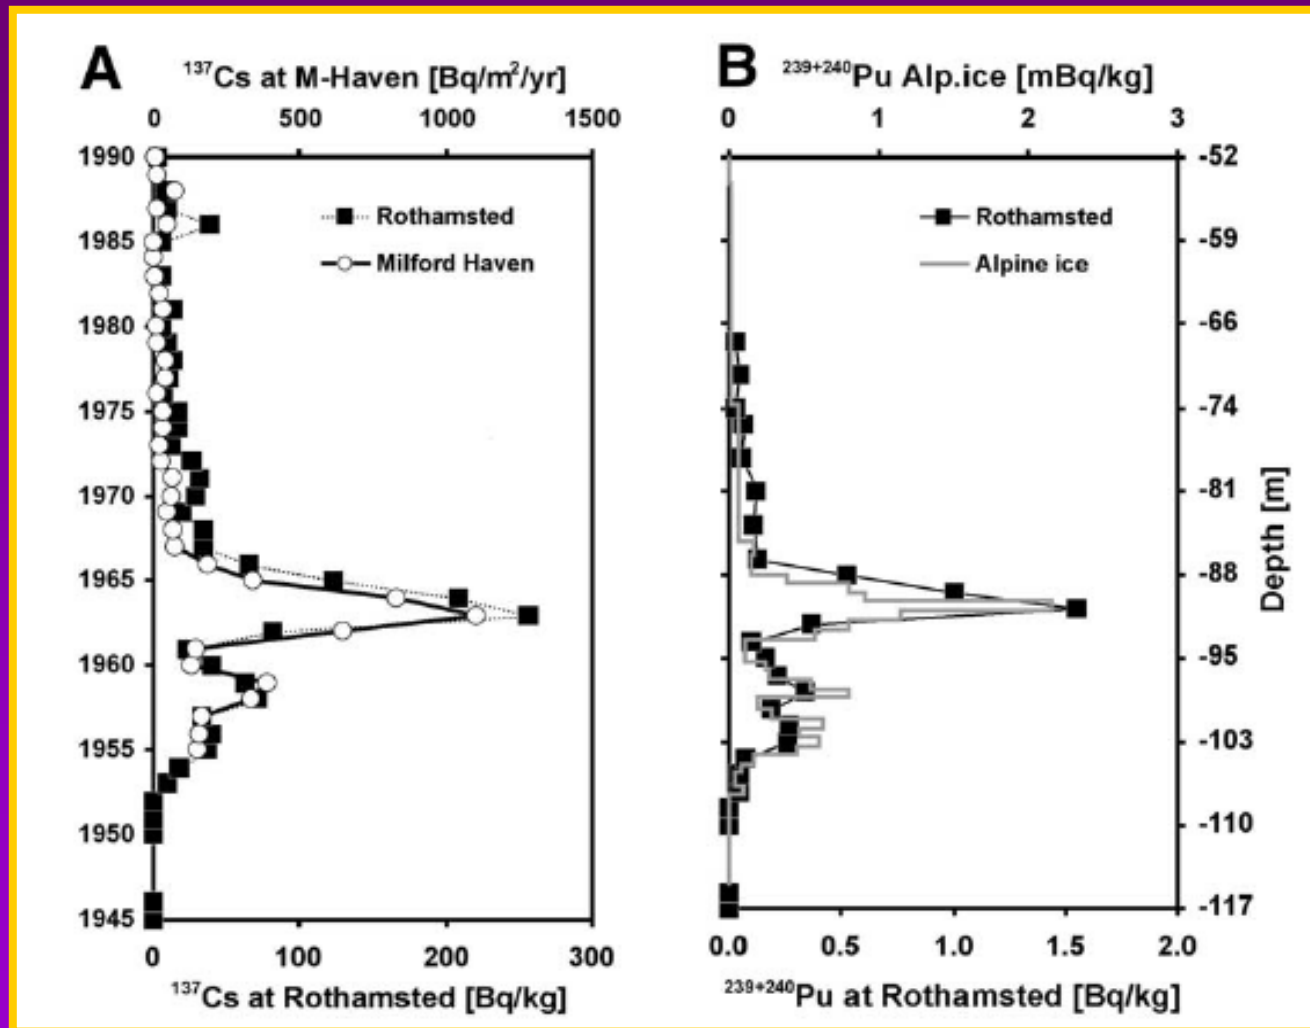 A
¹³⁷Cs at M-Haven [Bq/m²/yr]
0 500 1000 1500
1990
1985
1980
1975
1970
1965
1960
1955
1950
1945
Rothamsted
Milford Haven
0 100 200 300
¹³⁷Cs at Rothamsted [Bq/kg]
B
²³⁹⁺²⁴⁰Pu Alp.ice [mBq/kg]
0 1 2 3
Rothamsted
Alpine ice
-52
-59
-66
-74
-81
-88
-95
-103
-110
-117
Depth [m]
0.0 0.5 1.0 1.5 2.0
²³⁹⁺²⁴⁰Pu at Rothamsted [Bq/kg]